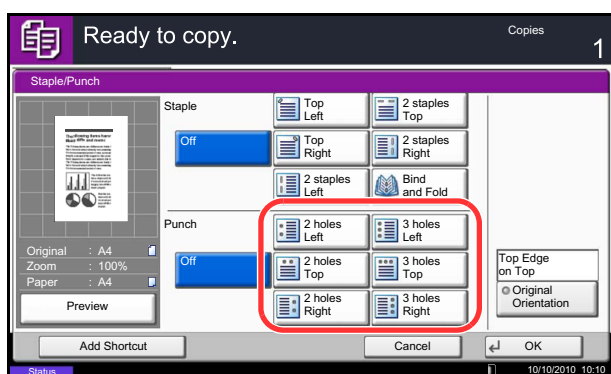 Ready to copy.
Copies
1
Staple/Punch
Staple
Off
Top
Left
2 staples
Top
Top
Right
2 staples
Right
2 staples
Left
Bind
and Fold
Punch
Off
2 holes
Left
3 holes
Left
2 holes
Top
3 holes
Top
2 holes
Right
3 holes
Right
Original : A4
Zoom : 100%
Paper : A4
Preview
Top Edge
on Top
Original
Orientation
Add Shortcut
Cancel
OK
Status
10/10/2010 10:10